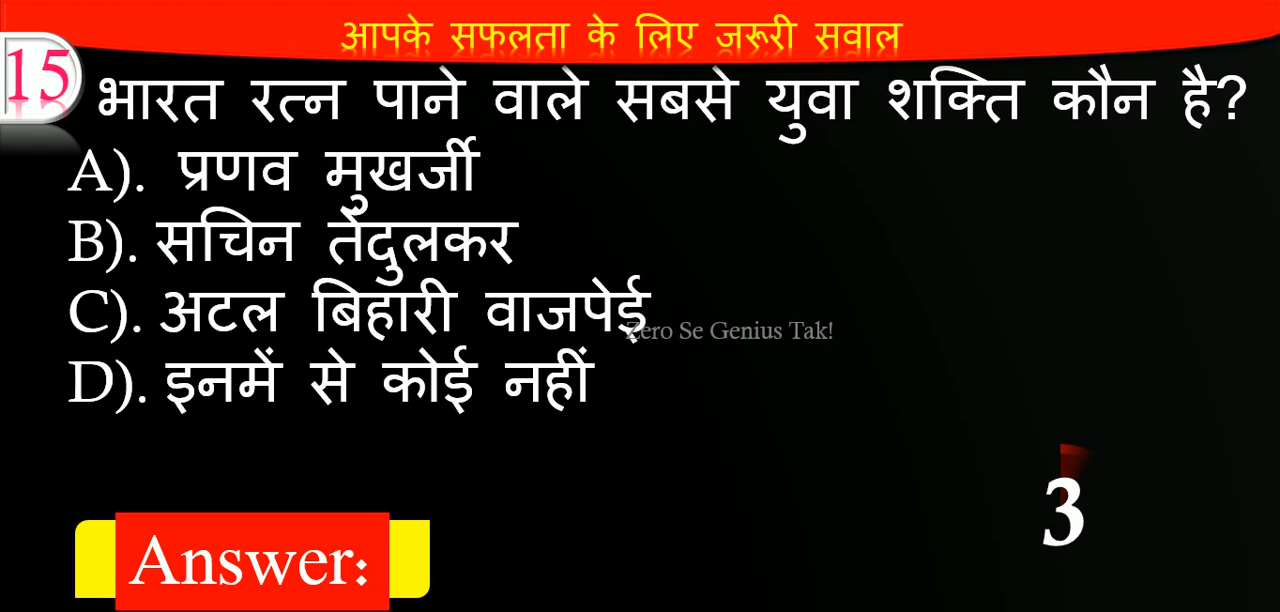 आपके सफलता के लिए जरूरी सवाल
15
भारत रत्न पाने वाले सबसे युवा शक्ति कौन है?
A). प्रणव मुखर्जी
B). सचिन तेंदुलकर
C). अटल बिहारी वाजपेई
Zero Se Genius Tak!
D). इनमें से कोई नहीं
3
Answer: